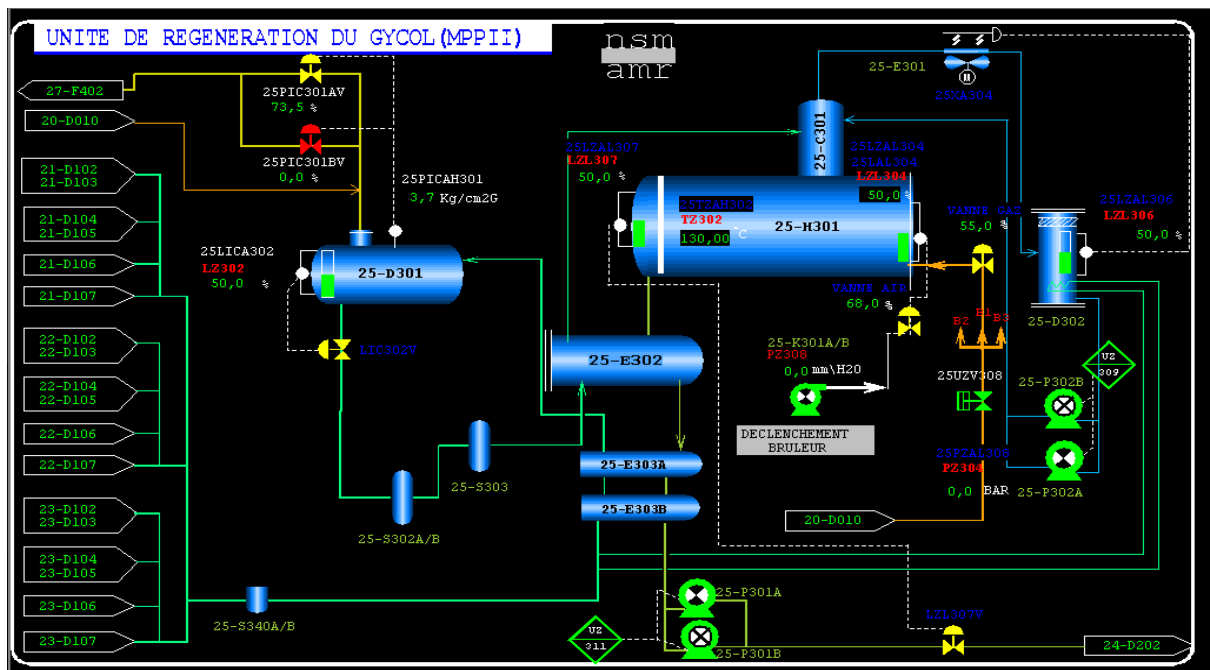 UNITE DE REGENERATION DU GYCOL(MPPII)
nsm
amr
D
25-E301
M
25XA304
27-F402
25PIC301AV
73,5 %
20-D010
25PIC301BV
0,0 %
21-D102
21-D103
21-D104
21-D105
21-D106
21-D107
22-D102
22-D103
22-D104
22-D105
22-D106
22-D107
23-D102
23-D103
23-D104
23-D105
23-D106
23-D107
25PICAH301
3,7 Kg/cm2G
25LICA302
LZ302
50,0 %
25-D301
LIC302V
25-S302A/B
25-S303
25-S340A/B
25LZAL307
LZL307
50,0 %
25-C301
25LZAL304
25LAL304
LZL304
50,0 %
25TZAH302
TZ302
130,00 °C
25-H301
VANNE GAZ
55,0 %
VANNE AIR
68,0 %
25LZAL306
LZL306
50,0 %
25-D302
25-E302
25-K301A/B
PZ308
0,0 mm\H20
DECLENCHEMENT
BRULEUR
B2
B1
B3
25UZV308
25PZAL308
PZ304
0,0 BAR
20-D010
25-P302B
UZ
309
25-P302A
25-E303A
25-E303B
25-P301A
25-P301B
UZ
311
LZL307V
24-D202